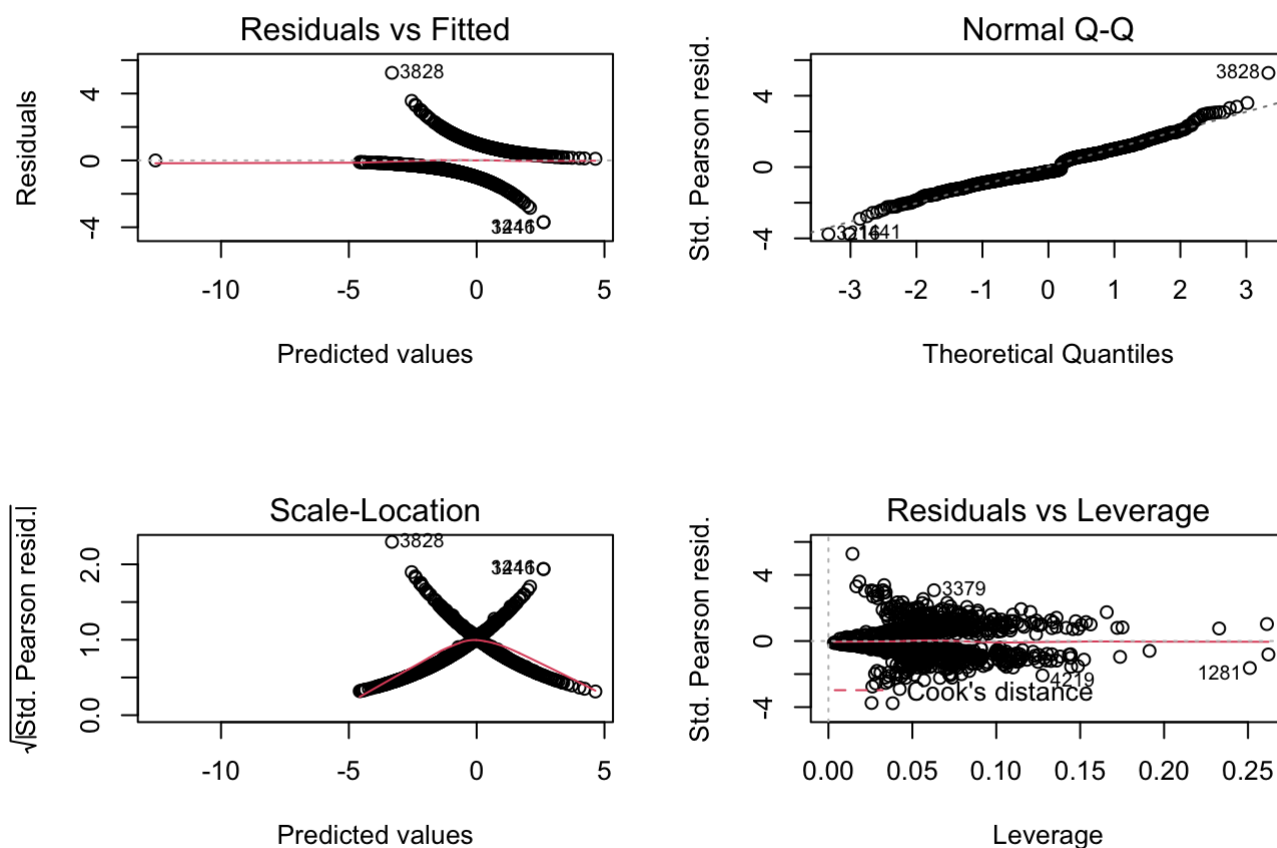 Residuals vs Fitted
Residuals
4
0
-4
3828
-10 -5 0 5
Predicted values
Normal Q-Q
Std. Pearson resid.
4
0
-4
3828
-3 -2 -1 0 1 2 3
Theoretical Quantiles
Scale-Location
√|Std. Pearson resid.|
2.0
1.0
0.0
3828
-10 -5 0 5
Predicted values
Residuals vs Leverage
Std. Pearson resid.
4
0
-4
3379
1281
4219
Cook's distance
0.00 0.05 0.10 0.15 0.20 0.25
Leverage